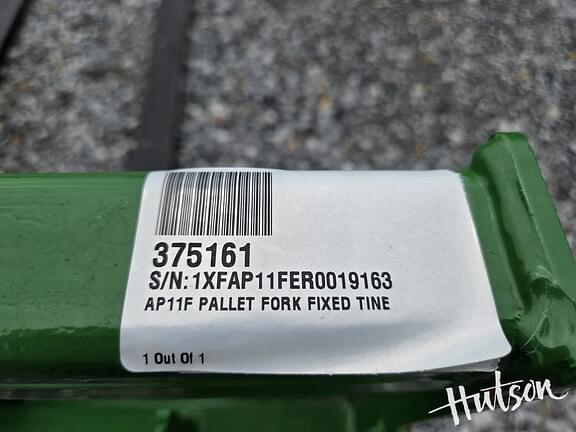 375161
S/N:1XFAP11FER0019163
AP11F PALLET FORK FIXED TINE
1 Out Of 1
Hutson